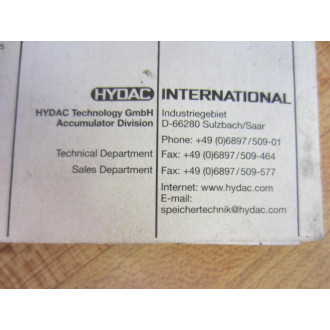 HYDAC INTERNATIONAL
HYDAC Technology GmbH Industriegebiet
Accumulator Division D-66280 Sulzbach/Saar
Phone: +49 (0)6897/509-01
Technical Department Fax: +49 (0)6897/509-464
Sales Department Fax: +49 (0)6897/509-577
Internet: www.hydac.com
E-mail:
speichertechnik@hydac.com